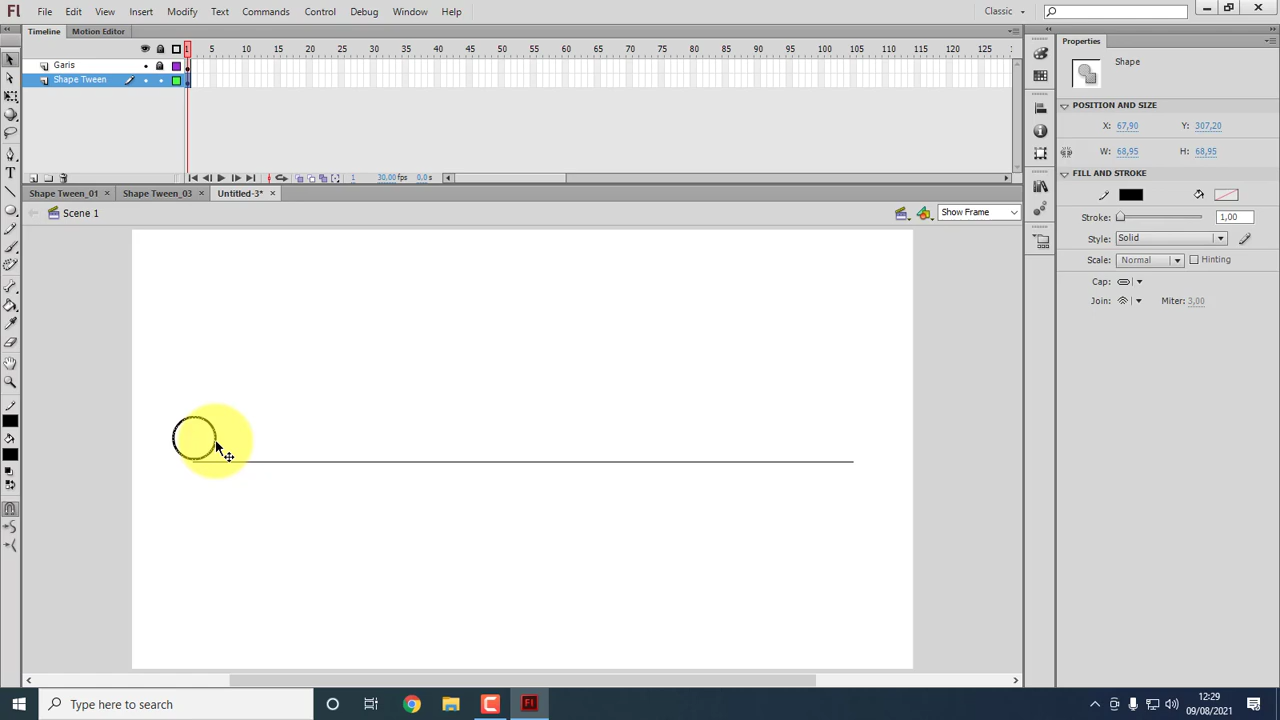 Fl File Edit View Insert Modify Text Commands Control Debug Window Help Classic
Timeline Motion Editor Properties
1 5 10 15 20 25 30 35 40 45 50 55 60 65 70 75 80 85 90 95 100 105 110 115 120 125
Garis
Shape Tween
Shape
POSITION AND SIZE
X: 67,90 Y: 307,20
W: 68,95 H: 68,95
1 30,00 fps 0,0 s
FILL AND STROKE
Shape Tween_01 × Shape Tween_03 × Untitled-3* ×
Scene 1 Show Frame
Stroke: 1,00
Style: Solid
Scale: Normal Hinting
Cap:
Join: Miter: 3,00
Type here to search Fl 12:29
09/08/2021